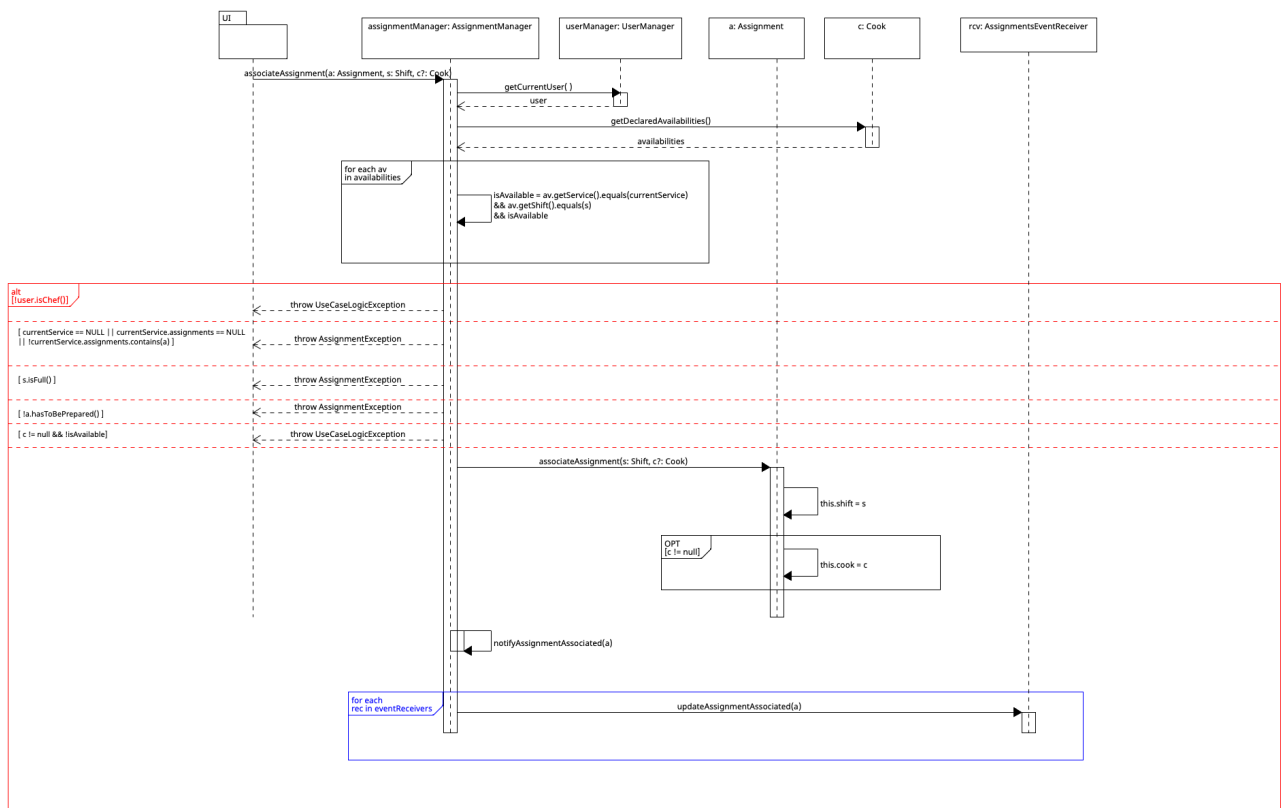 UI
assignmentManager: AssignmentManager
userManager: UserManager
a: Assignment
c: Cook
rcv: AssignmentsEventReceiver
associateAssignment(a: Assignment, s: Shift, c?: Cook)
getCurrentUser( )
user
getDeclaredAvailabilities()
availabilities
for each av
in availabilities
isAvailable = av.getService().equals(currentService)
&& av.getShift().equals(s)
&& isAvailable
alt
[!user.isChef()]
throw UseCaseLogicException
[ currentService == NULL || currentService.assignments == NULL
|| !currentService.assignments.contains(a) ]
throw AssignmentException
[ s.isFull() ]
throw AssignmentException
[ !a.hasToBePrepared() ]
throw AssignmentException
[ c != null && !isAvailable]
throw UseCaseLogicException
associateAssignment(s: Shift, c?: Cook)
this.shift = s
OPT
[c != null]
this.cook = c
notifyAssignmentAssociated(a)
for each
rec in eventReceivers
updateAssignmentAssociated(a)